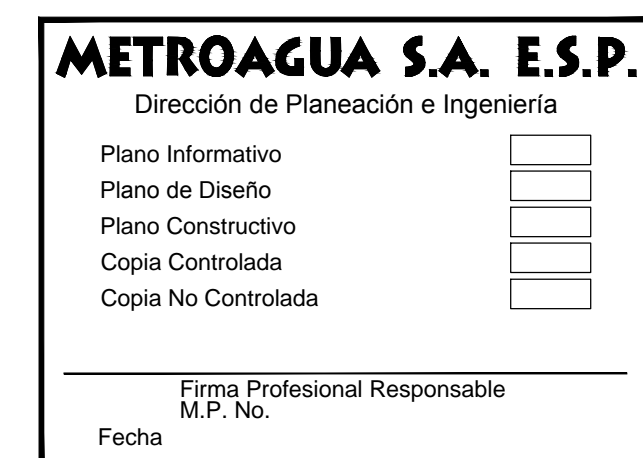 METROAGUA S.A. E.S.P.
Dirección de Planeación e Ingeniería
Plano Informativo
Plano de Diseño
Plano Constructivo
Copia Controlada
Copia No Controlada
Firma Profesional Responsable
M.P. No.
Fecha